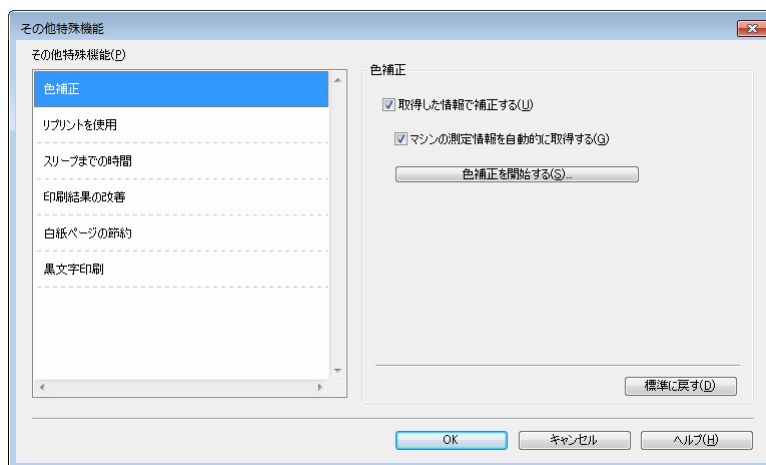 その他特殊機能
その他特殊機能(P)
色補正
リプリントを使用
スリープまでの時間
印刷結果の改善
白紙ページの節約
黒文字印刷
色補正
取得した情報で補正する(U)
マシンの測定情報を自動的に取得する(G)
色補正を開始する(S)...
標準に戻す(D)
OK
キャンセル
ヘルプ(H)